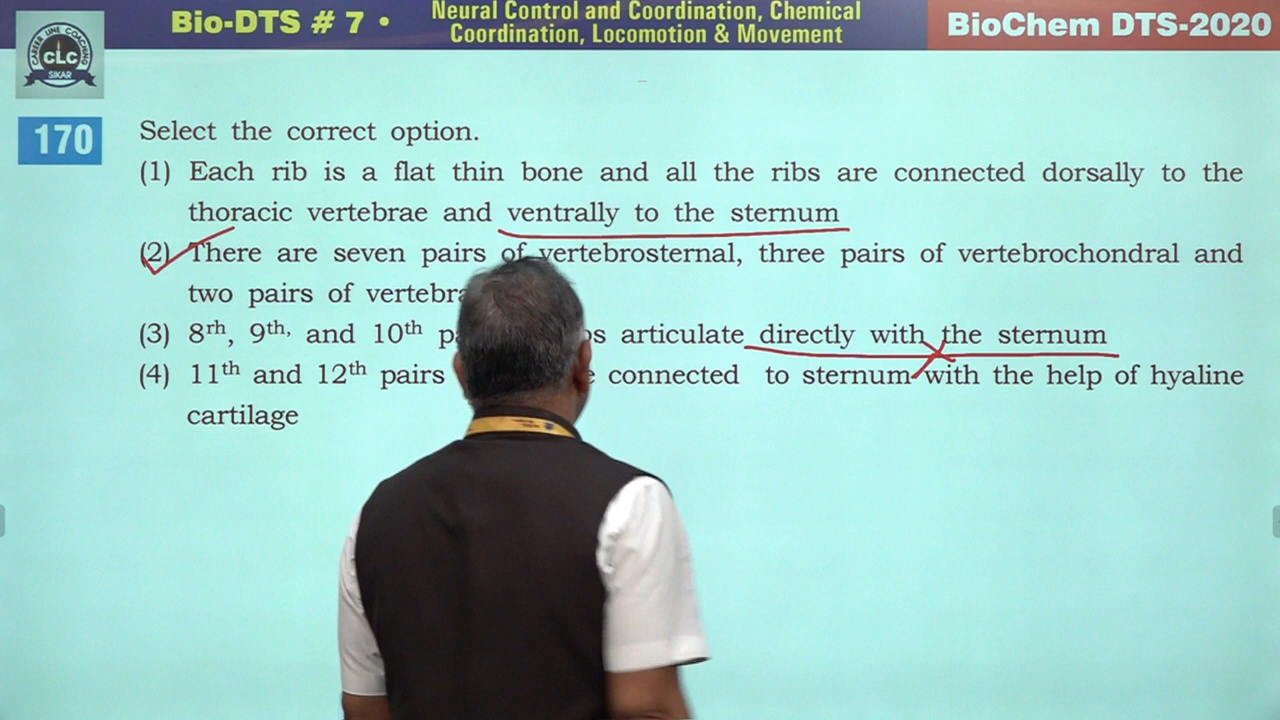 Bio-DTS # 7 •
Neural Control and Coordination, Chemical
Coordination, Locomotion & Movement
BioChem DTS-2020
CAREER LINE COACHING
CLC
SIKAR
170
Select the correct option.
(1) Each rib is a flat thin bone and all the ribs are connected dorsally to the
thoracic vertebrae and ventrally to the sternum
(2) There are seven pairs of vertebrosternal, three pairs of vertebrochondral and
two pairs of
(3) 8rh, 9th, and 10th articulate directly with the sternum
(4) 11th and 12th pairs connected to sternum with the help of hyaline
cartilage